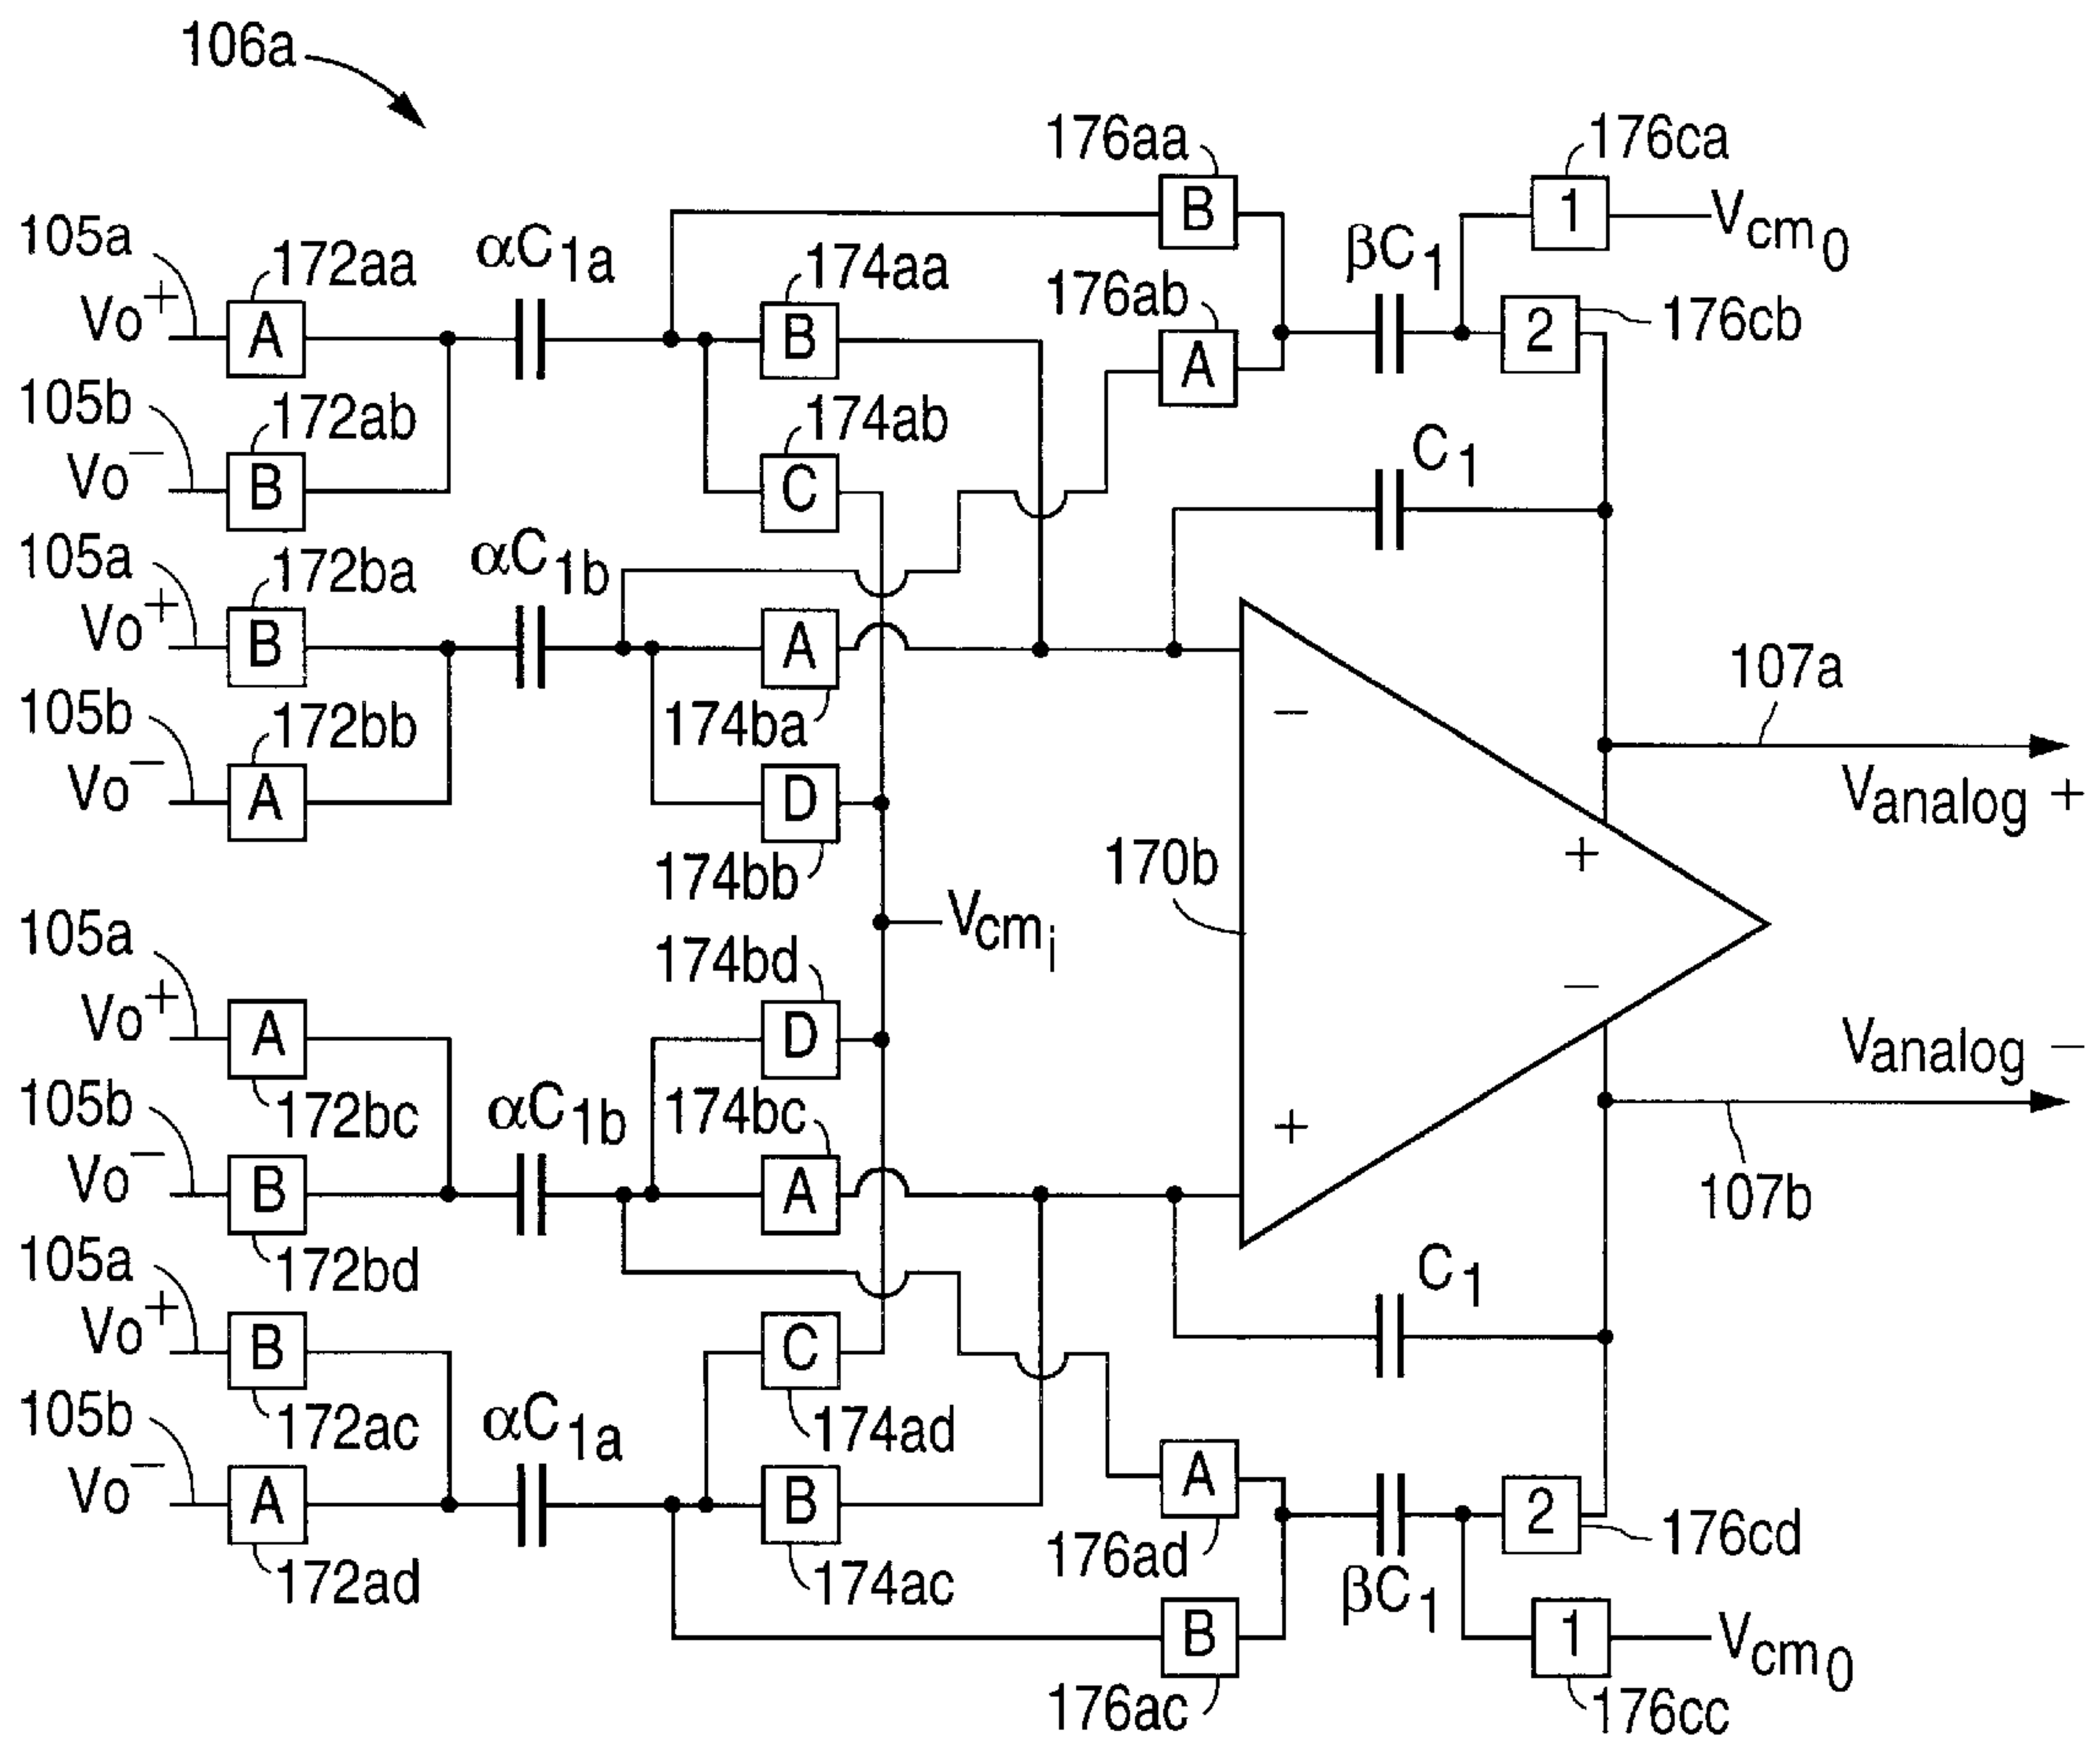 106a
176aa
176ca
B
1
Vcm0
105a
172aa
αC1a
174aa
176ab
βC1
Vo+
A
B
A
2
176cb
105b
172ab
174ab
C1
Vo−
B
C
105a
172ba
αC1b
Vo+
B
A
107a
105b
172bb
174ba
−
Vo−
A
D
Vanalog +
174bb
170b
+
105a
174bd
Vcmi
Vo+
A
D
−
Vanalog −
105b
172bc
αC1b
174bc
+
Vo−
B
A
107b
105a
172bd
C1
Vo+
B
C
105b
172ac
αC1a
174ad
A
Vo−
A
B
2
176cd
172ad
174ac
176ad
βC1
B
1
Vcm0
176ac
176cc